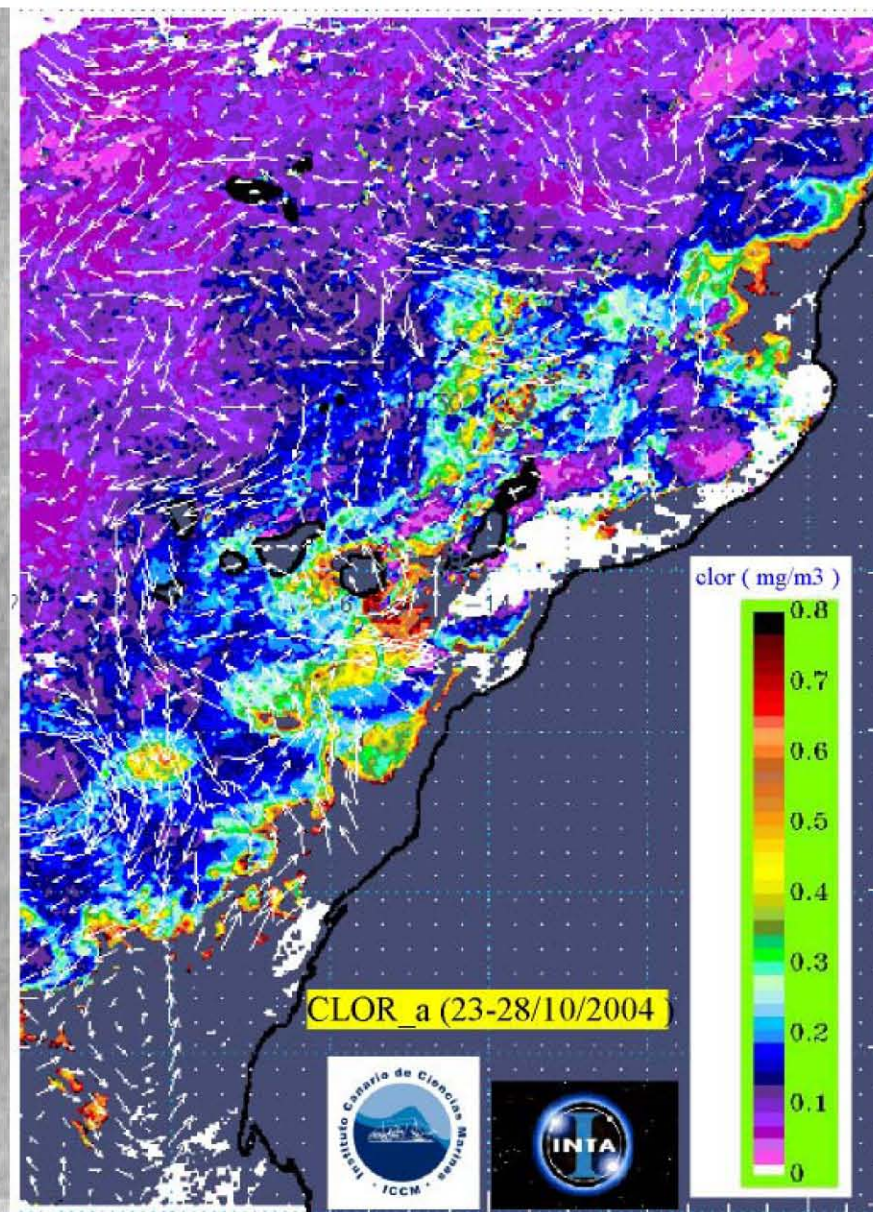 clor ( mg/m3 )
0.8
0.7
0.6
0.5
0.4
0.3
0.2
0.1
0
CLOR_a (23-28/10/2004 )
Instituto Canario de Ciencias Marinas
· ICCM ·
INTA